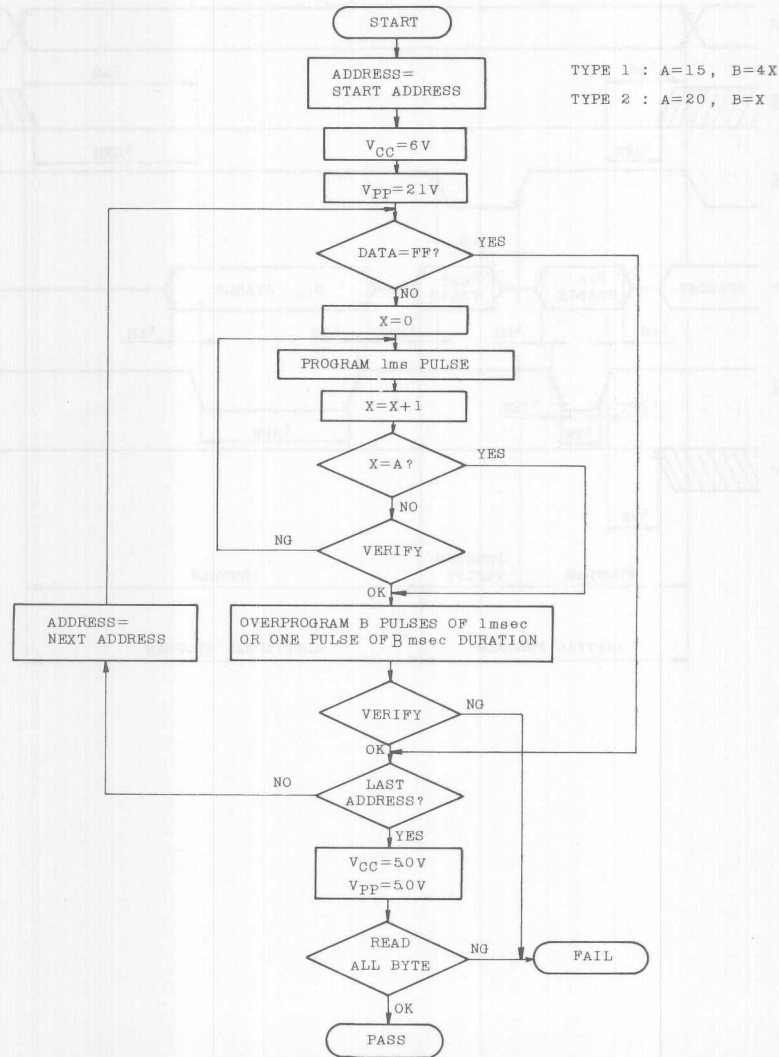 START
ADDRESS=
START ADDRESS
TYPE 1 : A=15, B=4X
TYPE 2 : A=20, B=X
VCC=6V
VPP=21V
DATA=FF?
YES
NO
X=0
PROGRAM 1ms PULSE
X=X+1
X=A?
YES
NO
NG
VERIFY
OK
ADDRESS=
NEXT ADDRESS
OVERPROGRAM B PULSES OF 1msec
OR ONE PULSE OF B msec DURATION
VERIFY
NG
OK
NO
LAST
ADDRESS?
YES
VCC=5.0V
VPP=5.0V
READ
ALL BYTE
NG
FAIL
OK
PASS